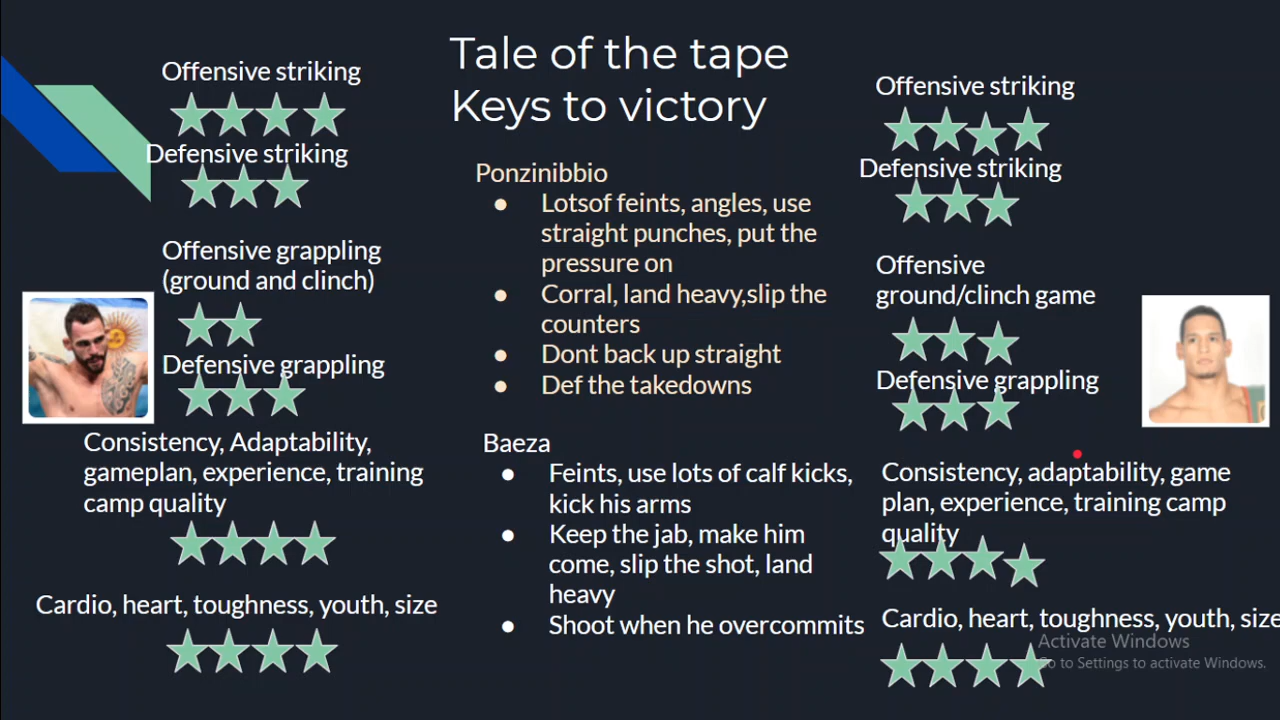 Tale of the tape
Keys to victory
Offensive striking
Defensive striking
Offensive grappling
(ground and clinch)
Defensive grappling
Consistency, Adaptability,
gameplan, experience, training
camp quality
Cardio, heart, toughness, youth, size
Ponzinibbio
● Lotsof feints, angles, use
straight punches, put the
pressure on
● Corral, land heavy,slip the
counters
● Dont back up straight
● Def the takedowns
Baeza
● Feints, use lots of calf kicks,
kick his arms
● Keep the jab, make him
come, slip the shot, land
heavy
● Shoot when he overcommits
Offensive striking
Defensive striking
Offensive
ground/clinch game
Defensive grappling
Consistency, adaptability, game
plan, experience, training camp
quality
Cardio, heart, toughness, youth, size
Activate Windows
Go to Settings to activate Windows.